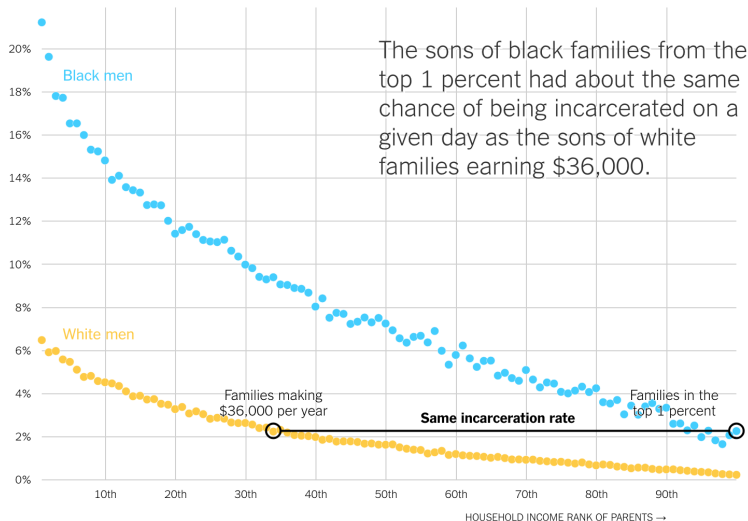 The sons of black families from the
top 1 percent had about the same
chance of being incarcerated on a
given day as the sons of white
families earning $36,000.
20%
18%
16%
14%
12%
10%
8%
6%
4%
2%
0%
Black men
White men
Families making
$36,000 per year
Same incarceration rate
Families in the
top 1 percent
10th
20th
30th
40th
50th
60th
70th
80th
90th
HOUSEHOLD INCOME RANK OF PARENTS →